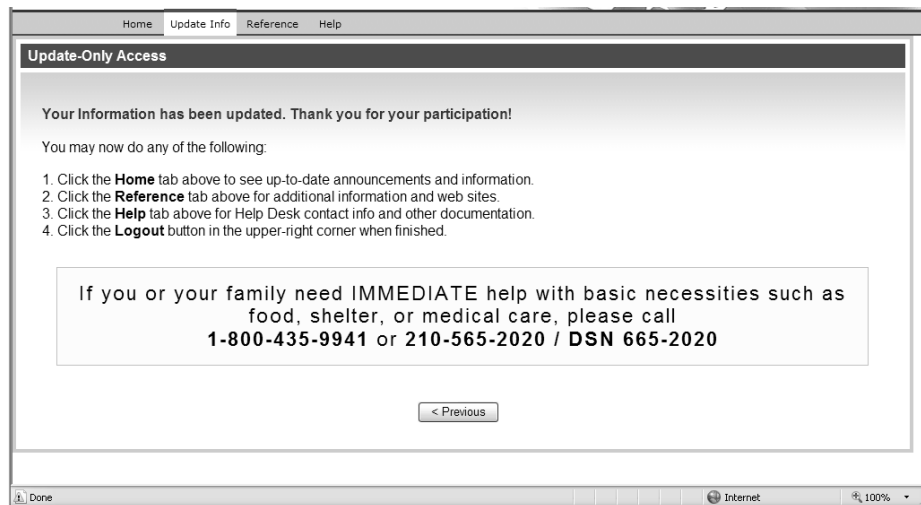 Home Update Info Reference Help
Update-Only Access
Your Information has been updated. Thank you for your participation!
You may now do any of the following:
1. Click the Home tab above to see up-to-date announcements and information.
2. Click the Reference tab above for additional information and web sites.
3. Click the Help tab above for Help Desk contact info and other documentation.
4. Click the Logout button in the upper-right corner when finished.
If you or your family need IMMEDIATE help with basic necessities such as
food, shelter, or medical care, please call
1-800-435-9941 or 210-565-2020 / DSN 665-2020
< Previous
Done Internet 100%